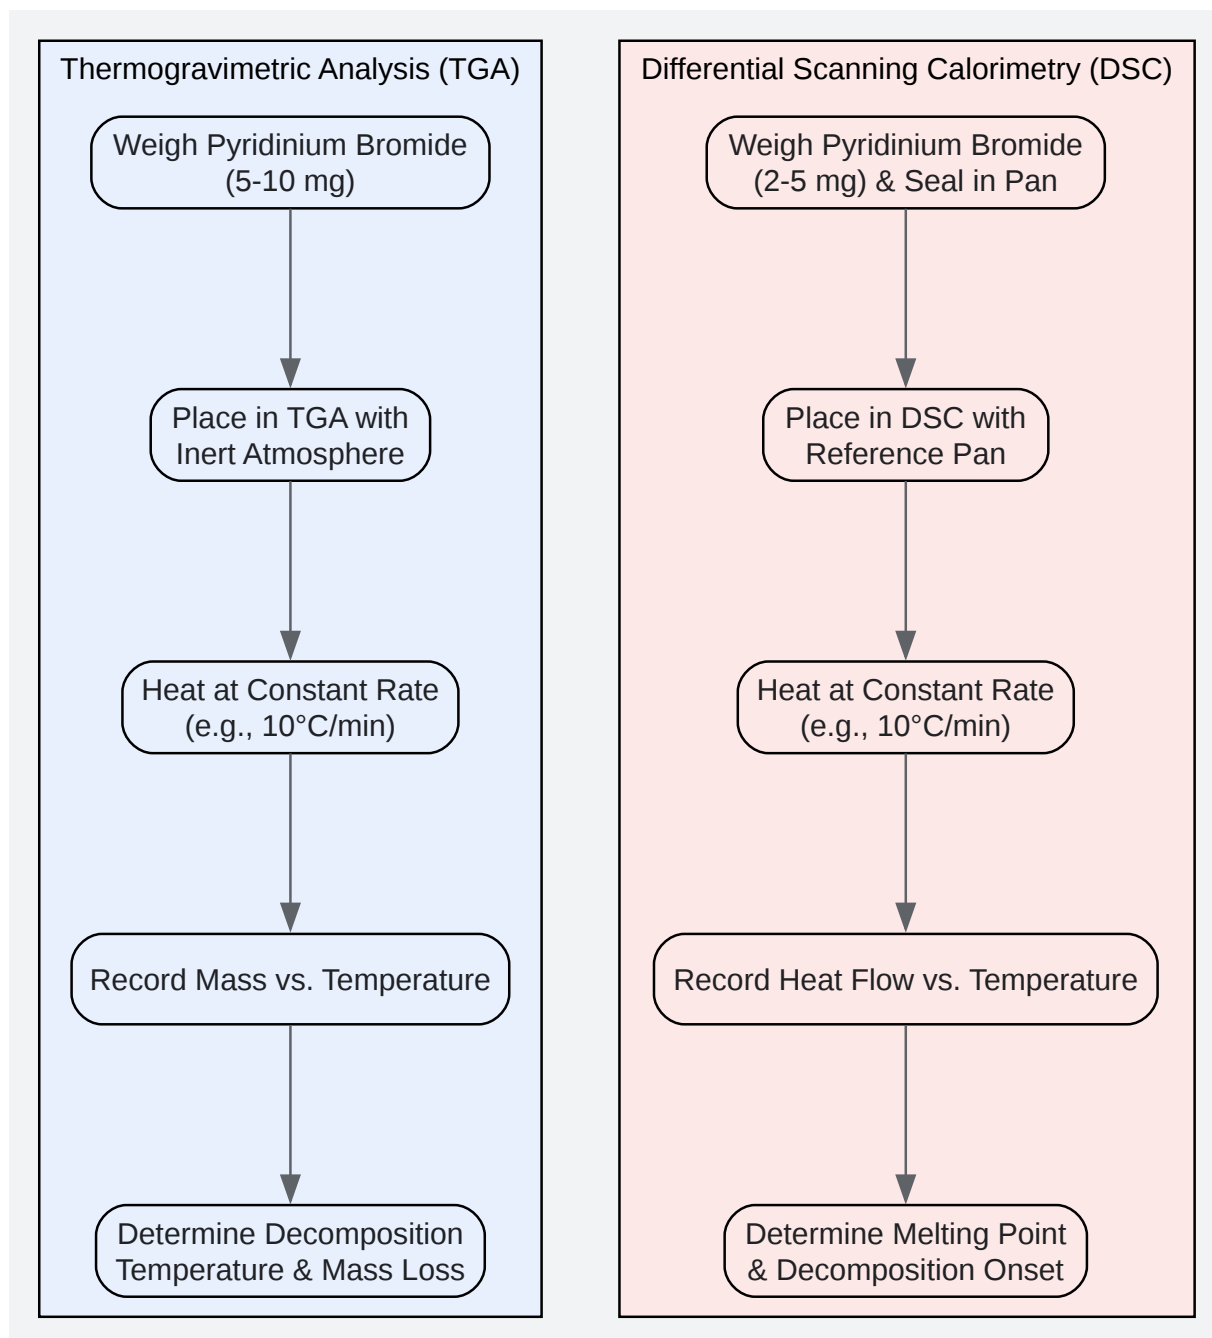 Thermogravimetric Analysis (TGA)
Weigh Pyridinium Bromide
(5-10 mg)
Place in TGA with
Inert Atmosphere
Heat at Constant Rate
(e.g., 10°C/min)
Record Mass vs. Temperature
Determine Decomposition
Temperature & Mass Loss
Differential Scanning Calorimetry (DSC)
Weigh Pyridinium Bromide
(2-5 mg) & Seal in Pan
Place in DSC with
Reference Pan
Heat at Constant Rate
(e.g., 10°C/min)
Record Heat Flow vs. Temperature
Determine Melting Point
& Decomposition Onset